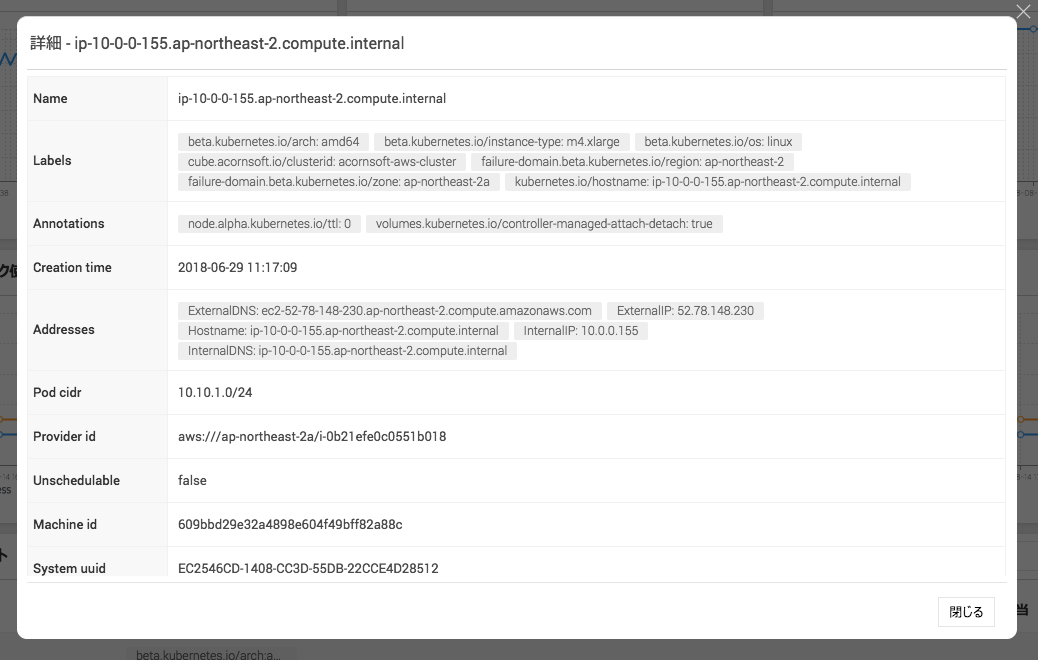 詳細 - ip-10-0-0-155.ap-northeast-2.compute.internal
Name ip-10-0-0-155.ap-northeast-2.compute.internal
Labels
beta.kubernetes.io/arch: amd64 beta.kubernetes.io/instance-type: m4.xlarge beta.kubernetes.io/os: linux
cube.acornsoft.io/clusterid: acornsoft-aws-cluster failure-domain.beta.kubernetes.io/region: ap-northeast-2
failure-domain.beta.kubernetes.io/zone: ap-northeast-2a kubernetes.io/hostname: ip-10-0-0-155.ap-northeast-2.compute.internal
Annotations node.alpha.kubernetes.io/ttl: 0 volumes.kubernetes.io/controller-managed-attach-detach: true
Creation time 2018-06-29 11:17:09
Addresses
ExternalDNS: ec2-52-78-148-230.ap-northeast-2.compute.amazonaws.com ExternalIP: 52.78.148.230
Hostname: ip-10-0-0-155.ap-northeast-2.compute.internal InternalIP: 10.0.0.155
InternalDNS: ip-10-0-0-155.ap-northeast-2.compute.internal
Pod cidr 10.10.1.0/24
Provider id aws:///ap-northeast-2a/i-0b21efe0c0551b018
Unschedulable false
Machine id 609bbd29e32a4898e604f49bff82a88c
System uuid EC2546CD-1408-CC3D-55DB-22CCE4D28512
閉じる
当
beta.kubernetes.io/arch:a...